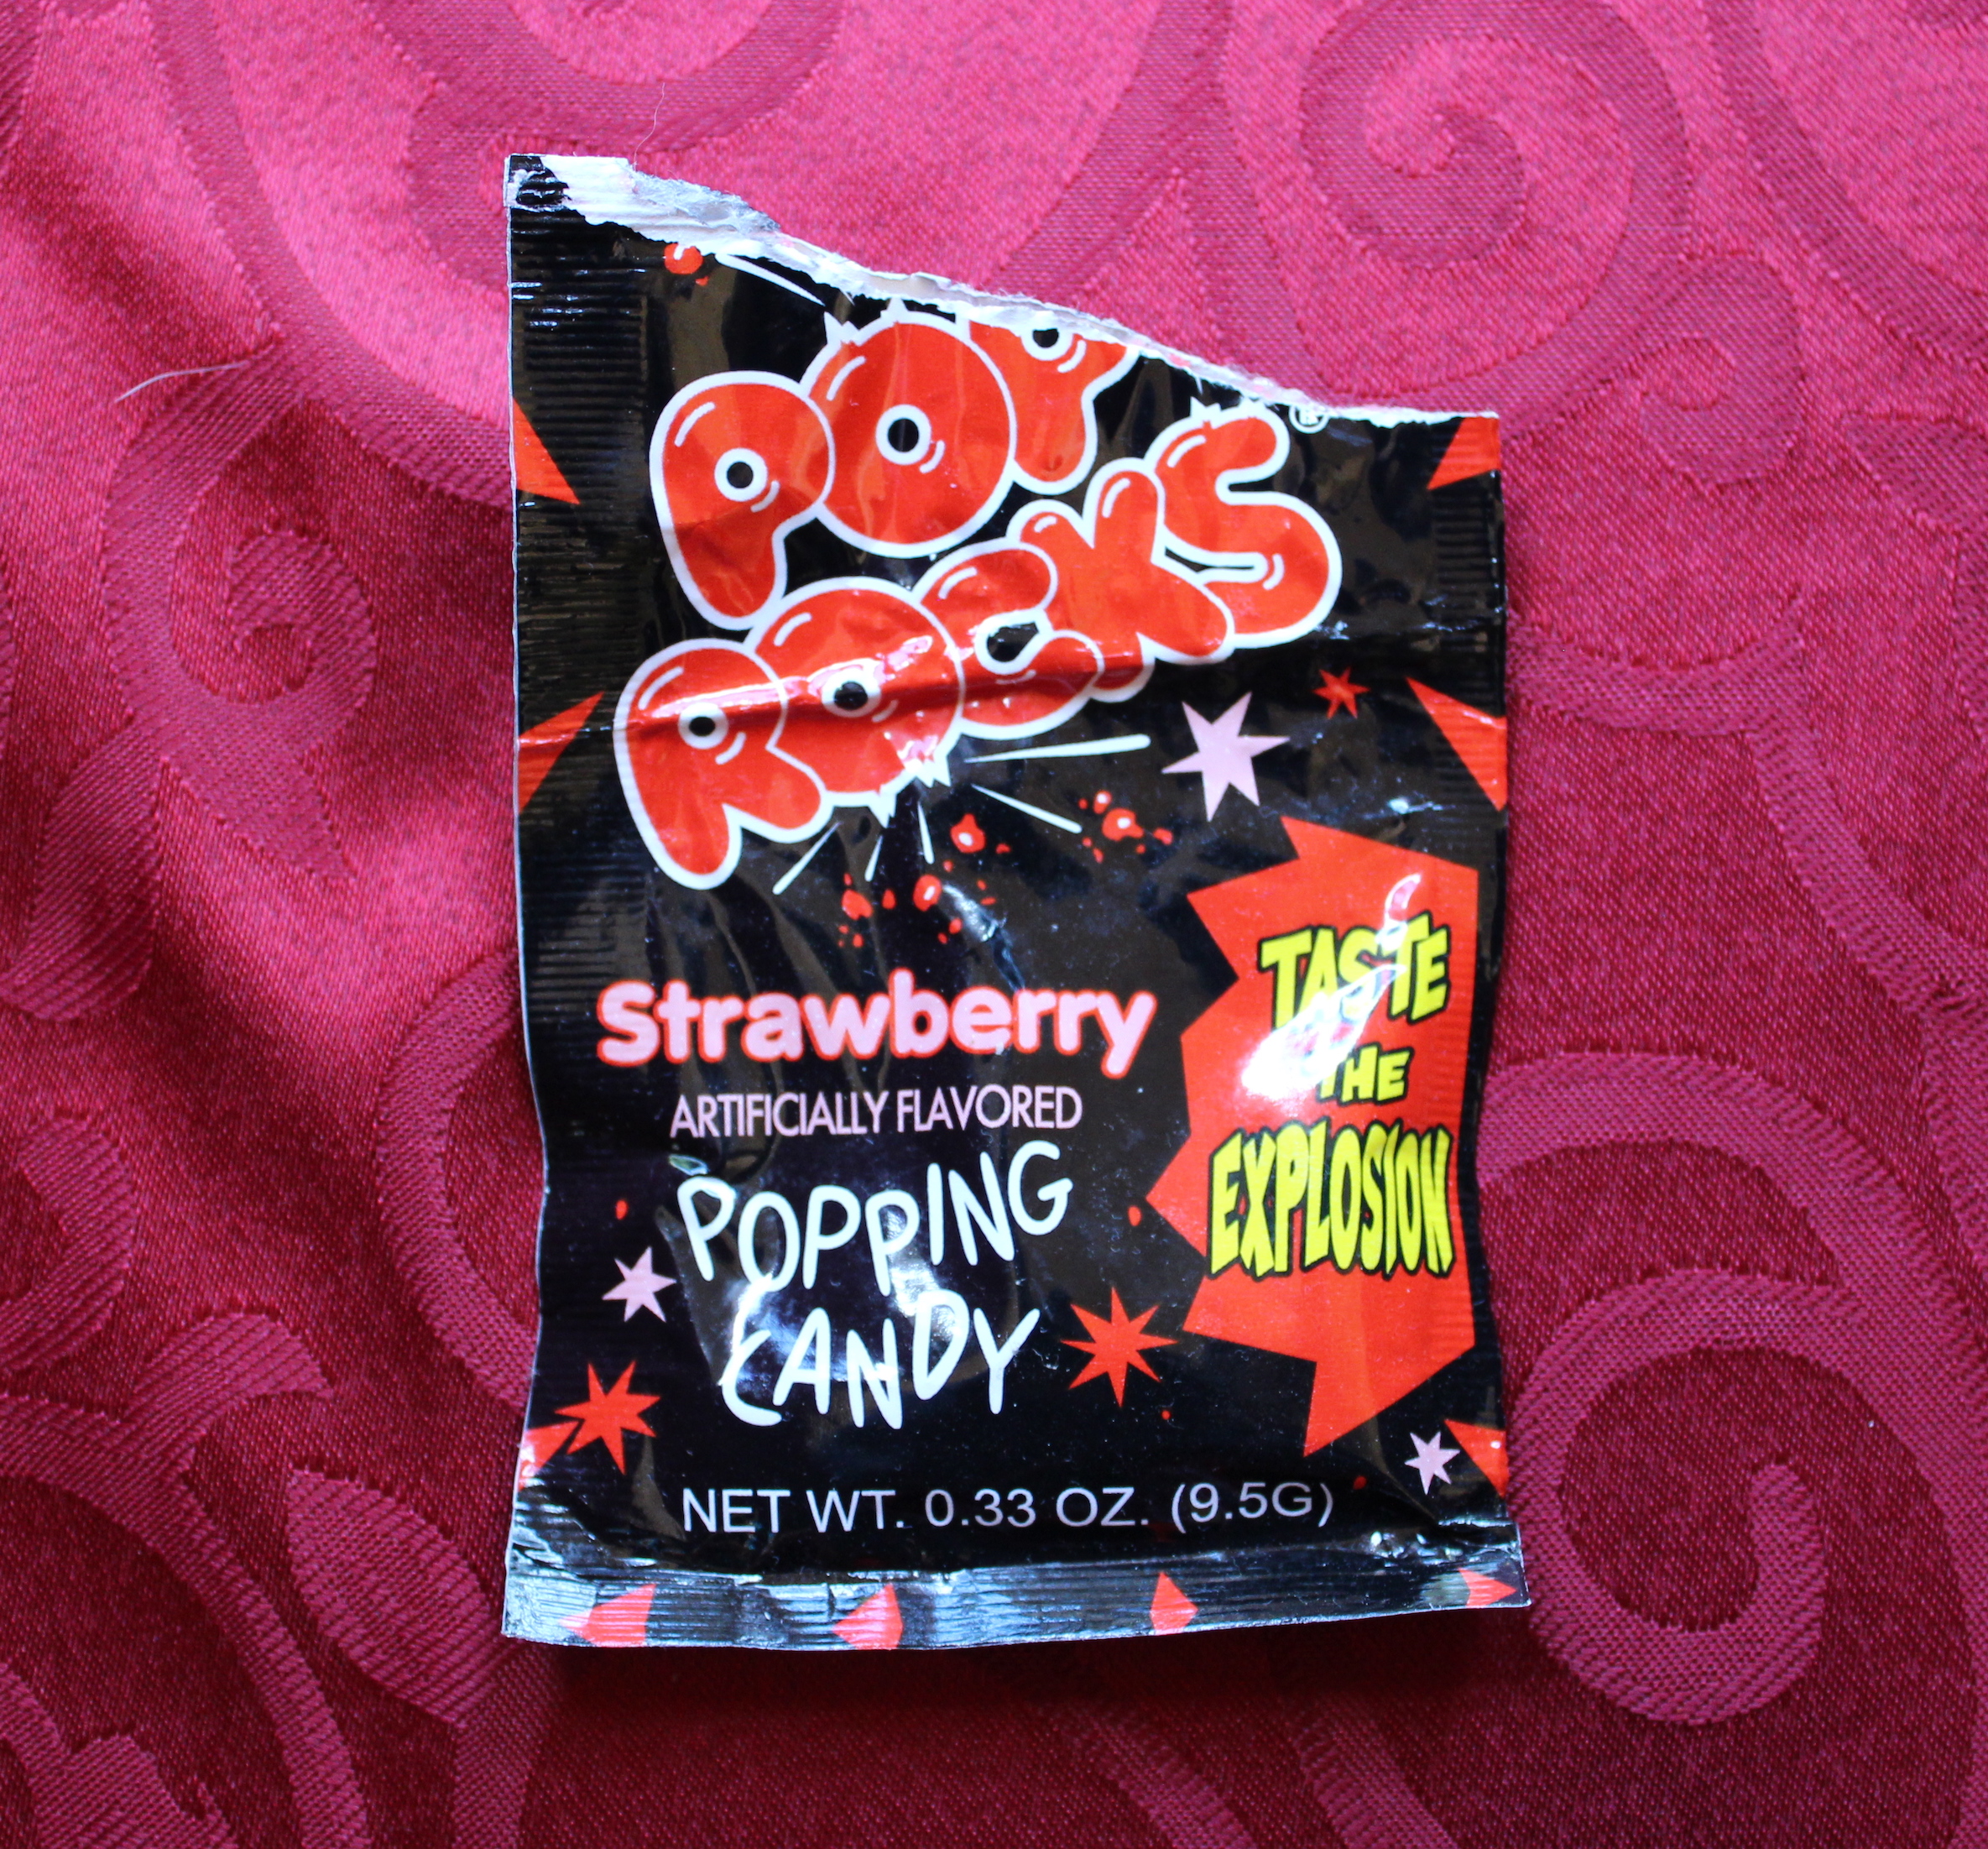 POP
ROCKS®
Strawberry
ARTIFICIALLY FLAVORED
POPPING
CANDY
TASTE
THE
EXPLOSION
NET WT. 0.33 OZ. (9.5G)